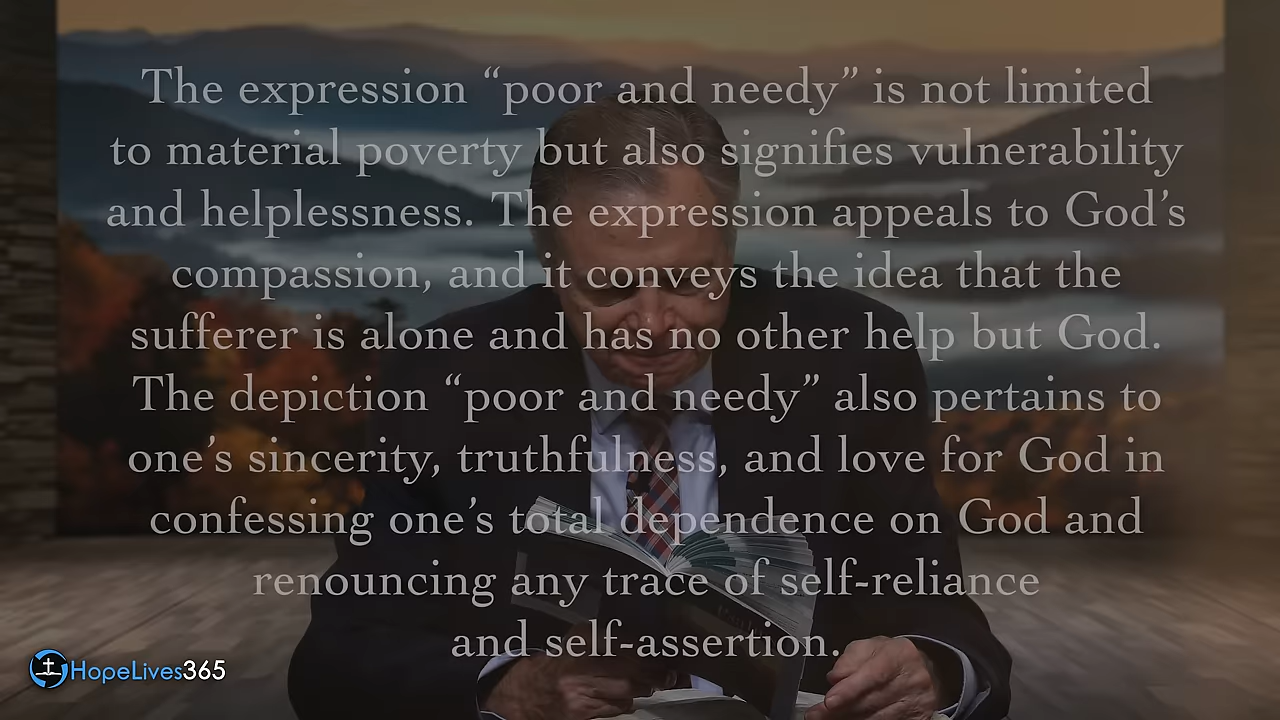 The expression “poor and needy” is not limited
to material poverty but also signifies vulnerability
and helplessness. The expression appeals to God’s
compassion, and it conveys the idea that the
sufferer is alone and has no other help but God.
The depiction “poor and needy” also pertains to
one’s sincerity, truthfulness, and love for God in
confessing one’s total dependence on God and
renouncing any trace of self-reliance
and self-assertion.
HopeLives365